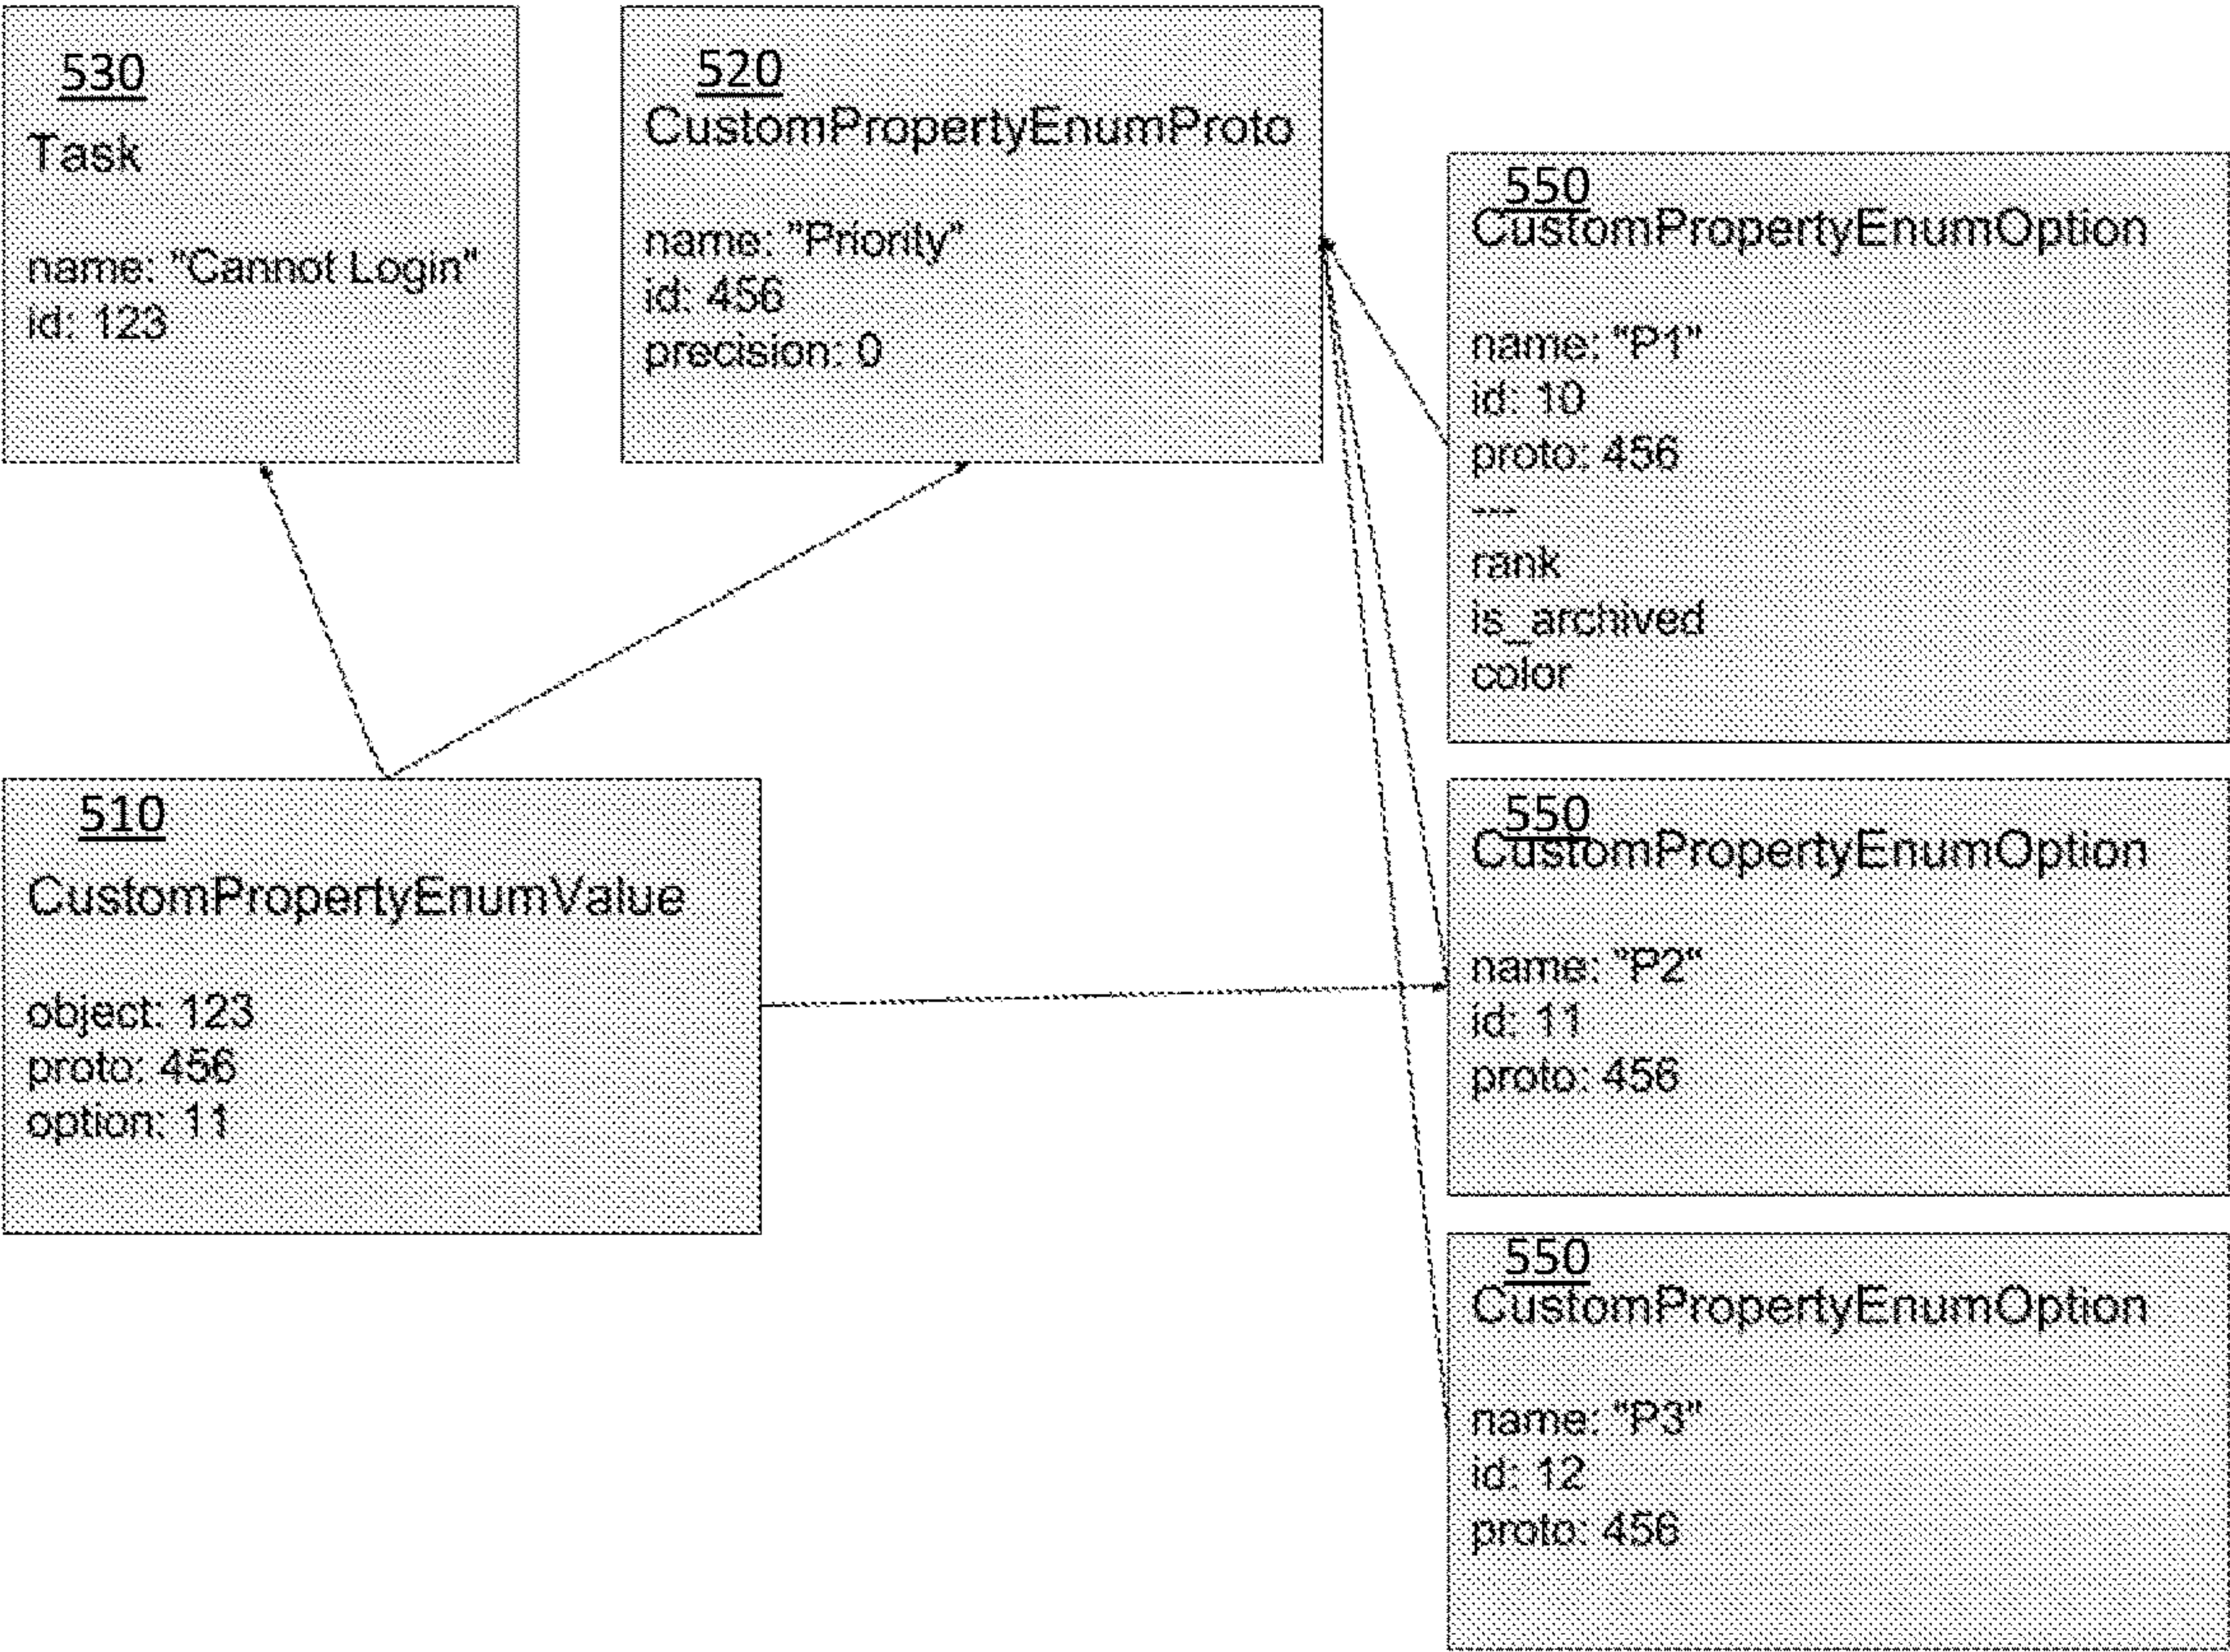 530
Task
name: "Cannot Login"
id: 123
520
CustomPropertyEnumProto
name: "Priority"
id: 456
precision: 0
550
CustomPropertyEnumOption
name: "P1"
id: 10
proto: 456
---
rank
is_archived
color
510
CustomPropertyEnumValue
object: 123
proto: 456
option: 11
550
CustomPropertyEnumOption
name: "P2"
id: 11
proto: 456
550
CustomPropertyEnumOption
name: "P3"
id: 12
proto: 456